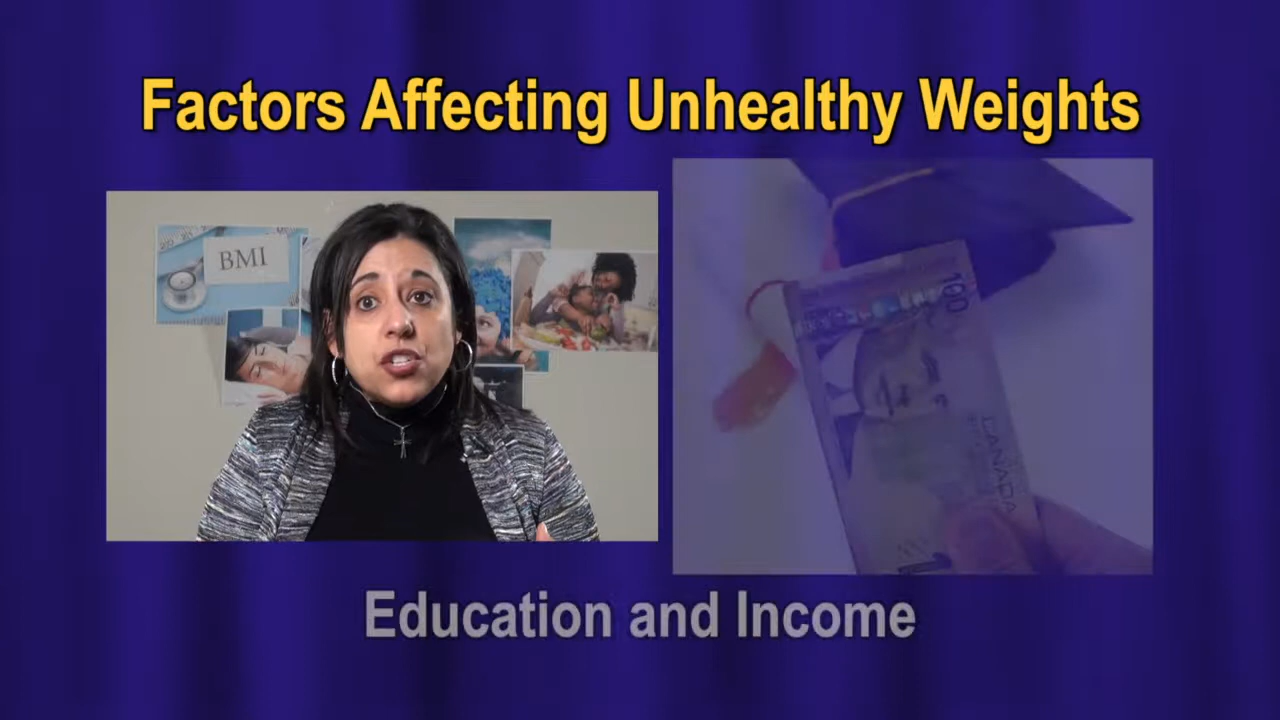 Factors Affecting Unhealthy Weights
BMI
100
CANADA
Education and Income